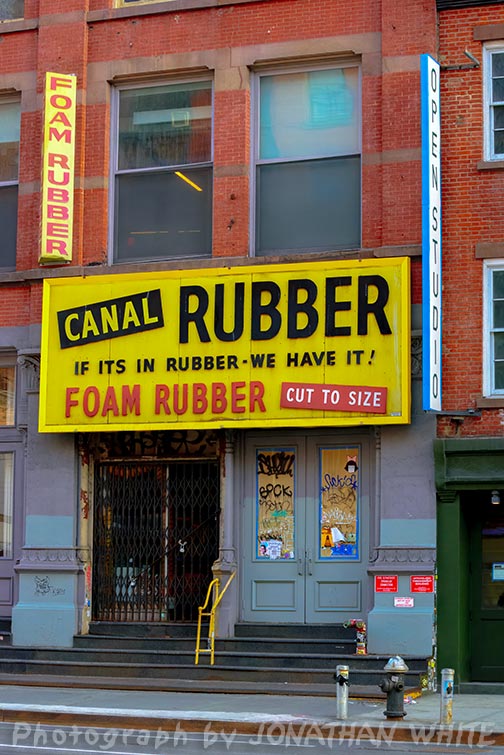 FOAM RUBBER
OPEN STUDIO
CANAL RUBBER
IF ITS IN RUBBER-WE HAVE IT!
FOAM RUBBER CUT TO SIZE
Photograph by JONATHAN WHITE